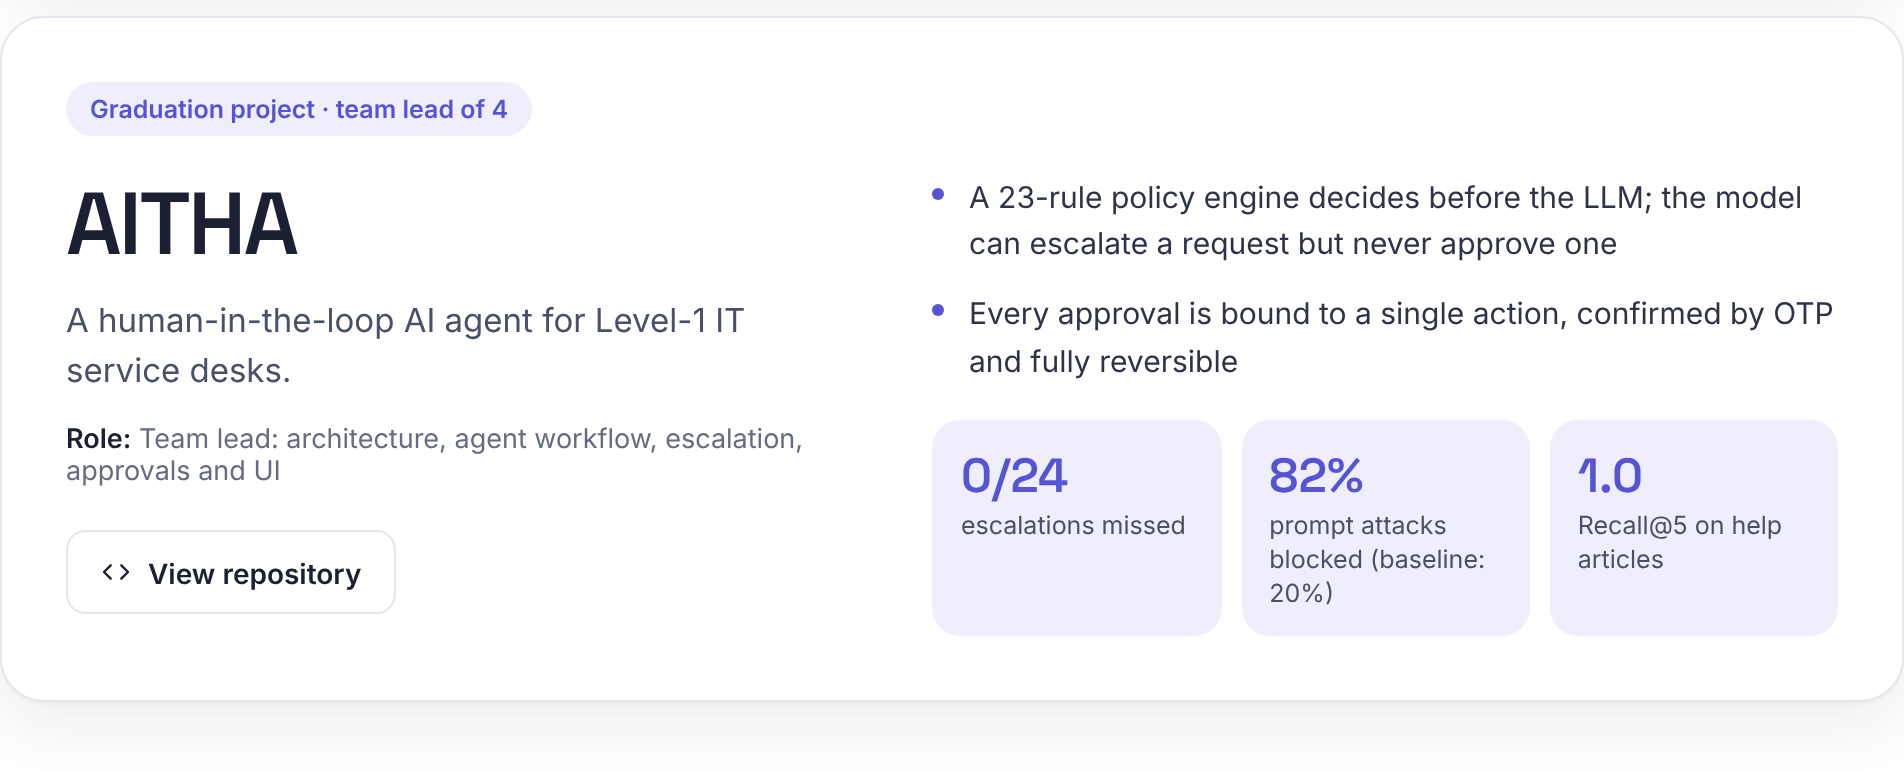 Graduation project · team lead of 4
AITHA
A human-in-the-loop AI agent for Level-1 IT
service desks.
Role: Team lead: architecture, agent workflow, escalation,
approvals and UI
View repository
A 23-rule policy engine decides before the LLM; the model
can escalate a request but never approve one
Every approval is bound to a single action, confirmed by OTP
and fully reversible
0/24
escalations missed
82%
prompt attacks
blocked (baseline:
20%)
1.0
Recall@5 on help
articles